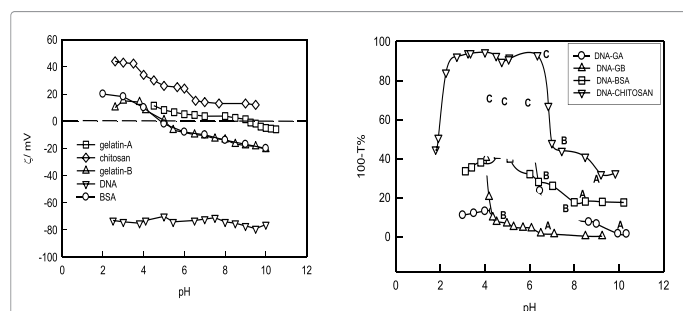 60
40
20
0
-20
-40
-60
-80
-100
ζ/ mV
gelatin-A
chitosan
gelatin-B
DNA
BSA
0 2 4 6 8 10 12
pH
100
80
60
40
20
0
100-T%
DNA-GA
DNA-GB
DNA-BSA
DNA-CHITOSAN
C
C C C
B
A
B
A
B
B A A
0 2 4 6 8 10 12
pH